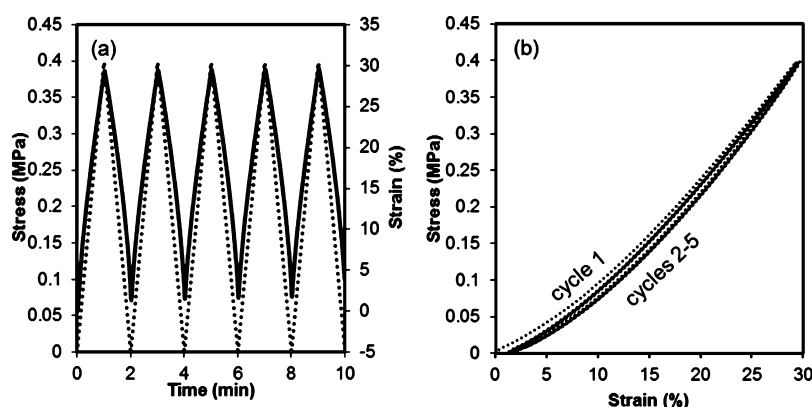 (a)
Stress (MPa)
0.45
0.4
0.35
0.3
0.25
0.2
0.15
0.1
0.05
0
0 2 4 6 8 10
Time (min)
35
30
25
20
15
10
5
0
-5
Strain (%)
(b)
Stress (MPa)
0.45
0.4
0.35
0.3
0.25
0.2
0.15
0.1
0.05
0
cycle 1
cycles 2-5
0 5 10 15 20 25 30
Strain (%)